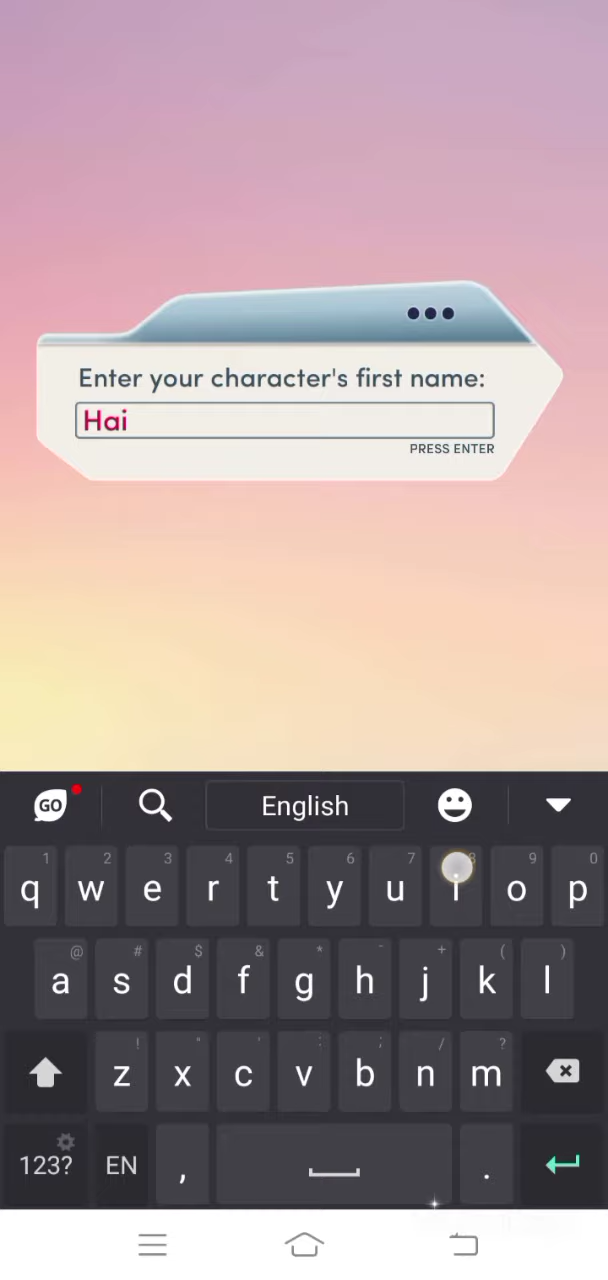 Enter your character's first name:
Hai
PRESS ENTER
GO English
1 2 3 4 5 6 7 8 9 0
q w e r t y u i o p
@ # $ & * - + ( )
a s d f g h j k l
! " ' : ; / ?
z x c v b n m
123? EN , .